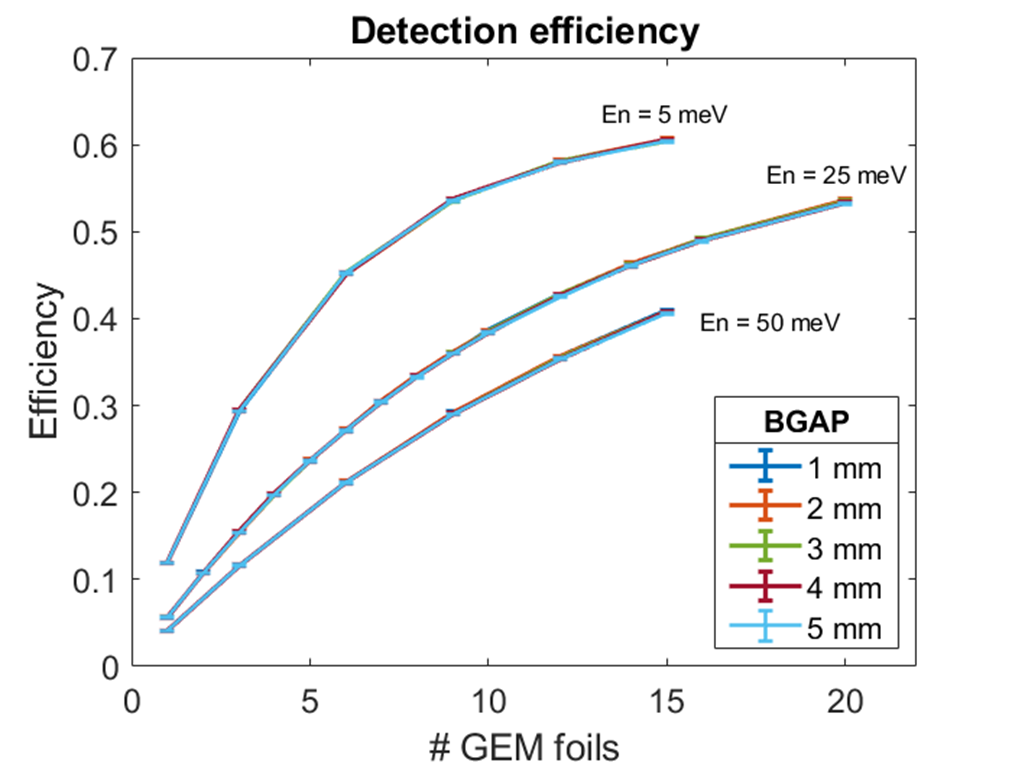 Detection efficiency
0.7
0.6
0.5
0.4
0.3
0.2
0.1
0
Efficiency
En = 5 meV
En = 25 meV
En = 50 meV
BGAP
1 mm
2 mm
3 mm
4 mm
5 mm
0 5 10 15 20
# GEM foils